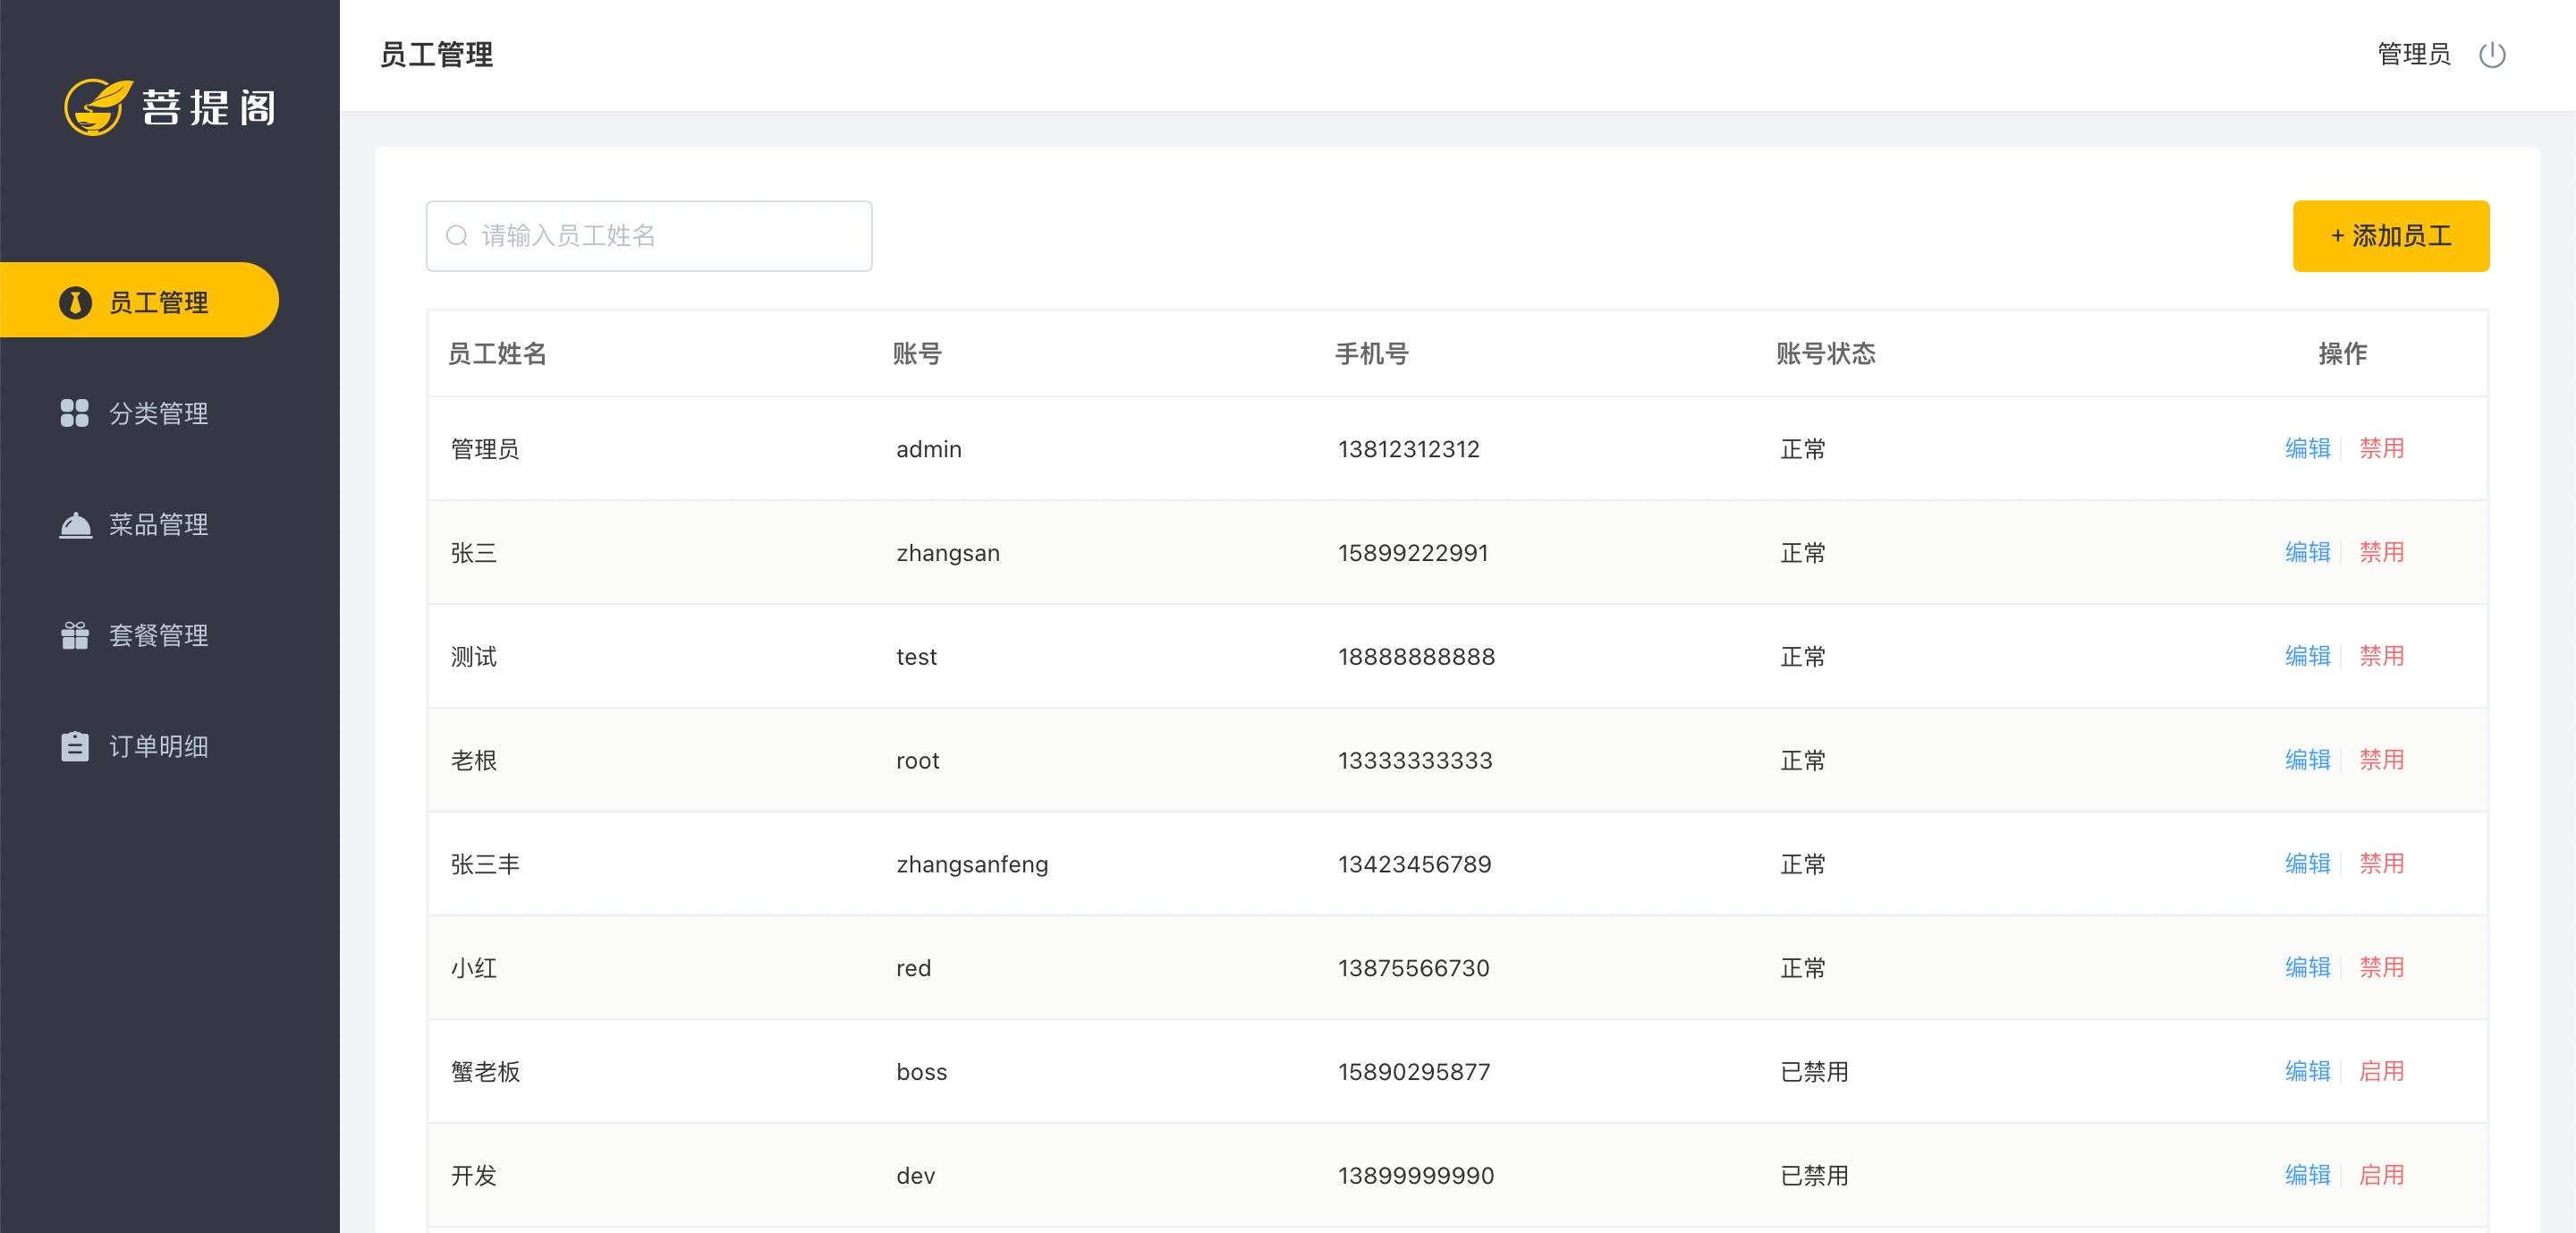 菩提阁
员工管理
分类管理
菜品管理
套餐管理
订单明细
员工管理 管理员
请输入员工姓名 + 添加员工
员工姓名 账号 手机号 账号状态 操作
管理员 admin 13812312312 正常 编辑 禁用
张三 zhangsan 15899222991 正常 编辑 禁用
测试 test 18888888888 正常 编辑 禁用
老根 root 13333333333 正常 编辑 禁用
张三丰 zhangsanfeng 13423456789 正常 编辑 禁用
小红 red 13875566730 正常 编辑 禁用
蟹老板 boss 15890295877 已禁用 编辑 启用
开发 dev 13899999990 已禁用 编辑 启用